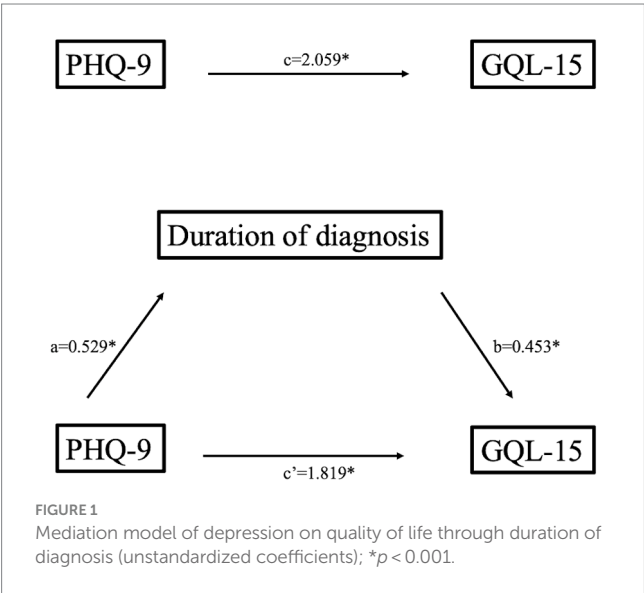 PHQ-9
c=2.059*
GQL-15
Duration of diagnosis
a=0.529*
b=0.453*
PHQ-9
c’=1.819*
GQL-15
FIGURE 1
Mediation model of depression on quality of life through duration of
diagnosis (unstandardized coefficients); *p < 0.001.